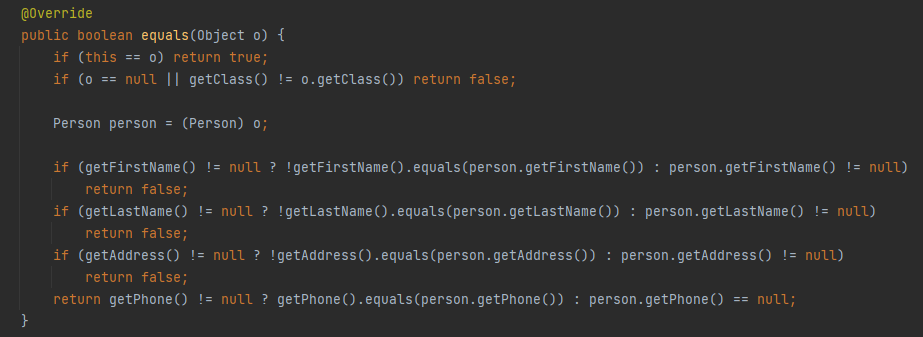 @Override
public boolean equals(Object o) {
    if (this == o) return true;
    if (o == null || getClass() != o.getClass()) return false;

    Person person = (Person) o;

    if (getFirstName() != null ? !getFirstName().equals(person.getFirstName()) : person.getFirstName() != null)
        return false;
    if (getLastName() != null ? !getLastName().equals(person.getLastName()) : person.getLastName() != null)
        return false;
    if (getAddress() != null ? !getAddress().equals(person.getAddress()) : person.getAddress() != null)
        return false;
    return getPhone() != null ? getPhone().equals(person.getPhone()) : person.getPhone() == null;
}